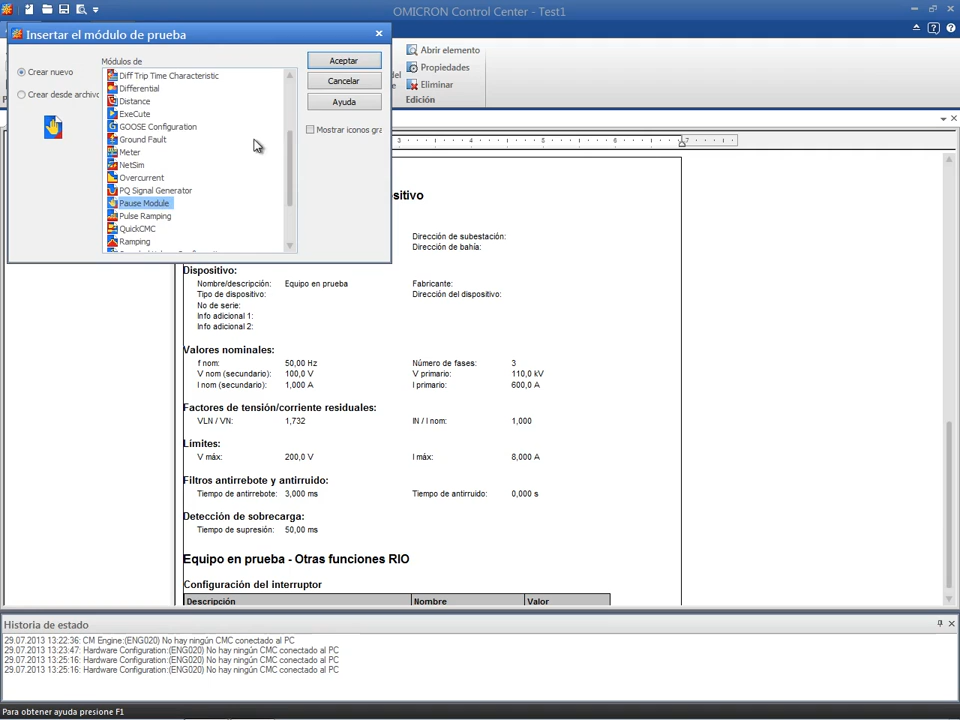 OMICRON Control Center - Test1
Insertar el módulo de prueba
Crear nuevo
Crear desde archivo
Módulos de
Diff Trip Time Characteristic
Differential
Distance
ExeCute
GOOSE Configuration
Ground Fault
Meter
NetSim
Overcurrent
PQ Signal Generator
Pause Module
Pulse Ramping
QuickCMC
Ramping
Aceptar
Cancelar
Ayuda
Mostrar iconos gra
Abrir elemento
Propiedades
Eliminar
Edición
3 4 5 6 7
Dirección de subestación:
Dirección de bahía:
Dispositivo:
Nombre/descripción: Equipo en prueba Fabricante:
Tipo de dispositivo: Dirección del dispositivo:
No de serie:
Info adicional 1:
Info adicional 2:
Valores nominales:
f nom: 50,00 Hz Número de fases: 3
V nom (secundario): 100,0 V V primario: 110,0 kV
I nom (secundario): 1,000 A I primario: 600,0 A
Factores de tensión/corriente residuales:
VLN / VN: 1,732 IN / I nom: 1,000
Límites:
V máx: 200,0 V I máx: 8,000 A
Filtros antirrebote y antirruido:
Tiempo de antirrebote: 3,000 ms Tiempo de antirruido: 0,000 s
Detección de sobrecarga:
Tiempo de supresión: 50,00 ms
Equipo en prueba - Otras funciones RIO
Configuración del interruptor
Descripción Nombre Valor
Historia de estado
29.07.2013 13:22:36: CM Engine:(ENG020) No hay ningún CMC conectado al PC
29.07.2013 13:23:47: Hardware Configuration:(ENG020) No hay ningún CMC conectado al PC
29.07.2013 13:25:16: Hardware Configuration:(ENG020) No hay ningún CMC conectado al PC
29.07.2013 13:25:16: Hardware Configuration:(ENG020) No hay ningún CMC conectado al PC
Para obtener ayuda presione F1